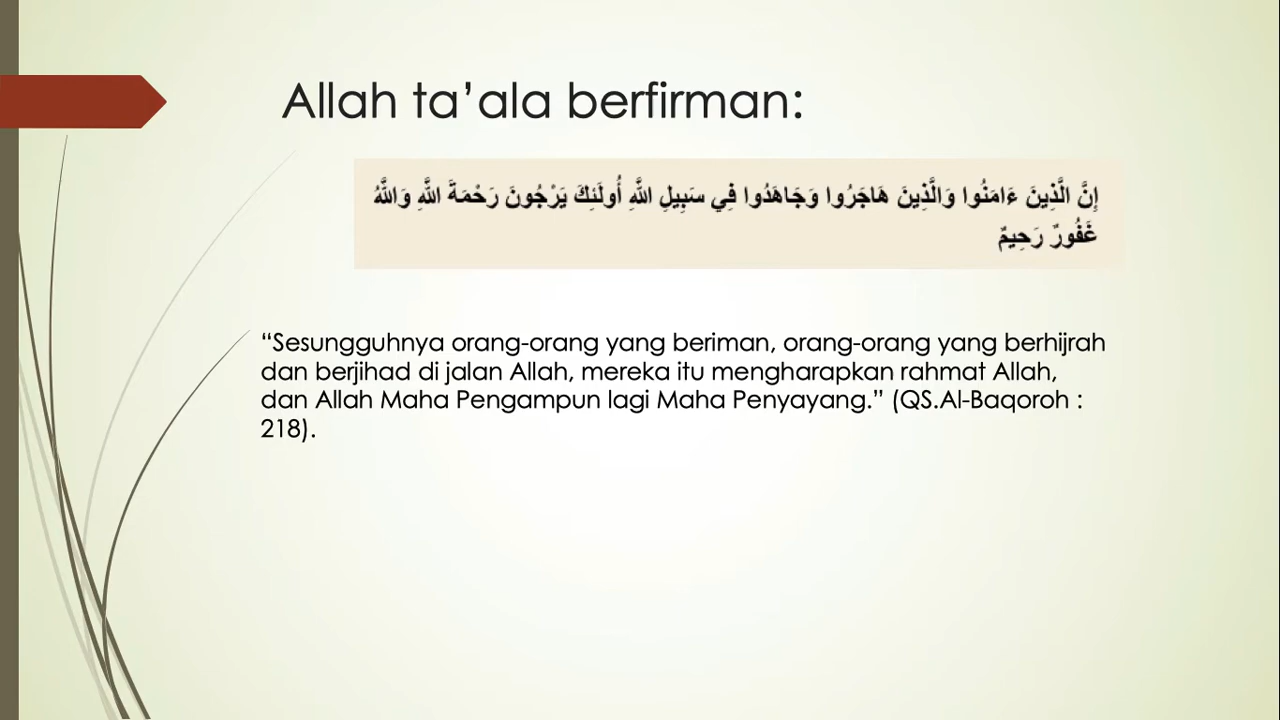 Allah ta’ala berfirman:
إِنَّ الَّذِينَ ءَامَنُوا وَالَّذِينَ هَاجَرُوا وَجَاهَدُوا فِي سَبِيلِ اللَّهِ أُولَئِكَ يَرْجُونَ رَحْمَةَ اللَّهِ وَاللَّهُ
غَفُورٌ رَحِيمٌ
“Sesungguhnya orang-orang yang beriman, orang-orang yang berhijrah
dan berjihad di jalan Allah, mereka itu mengharapkan rahmat Allah,
dan Allah Maha Pengampun lagi Maha Penyayang.” (QS.Al-Baqoroh :
218).